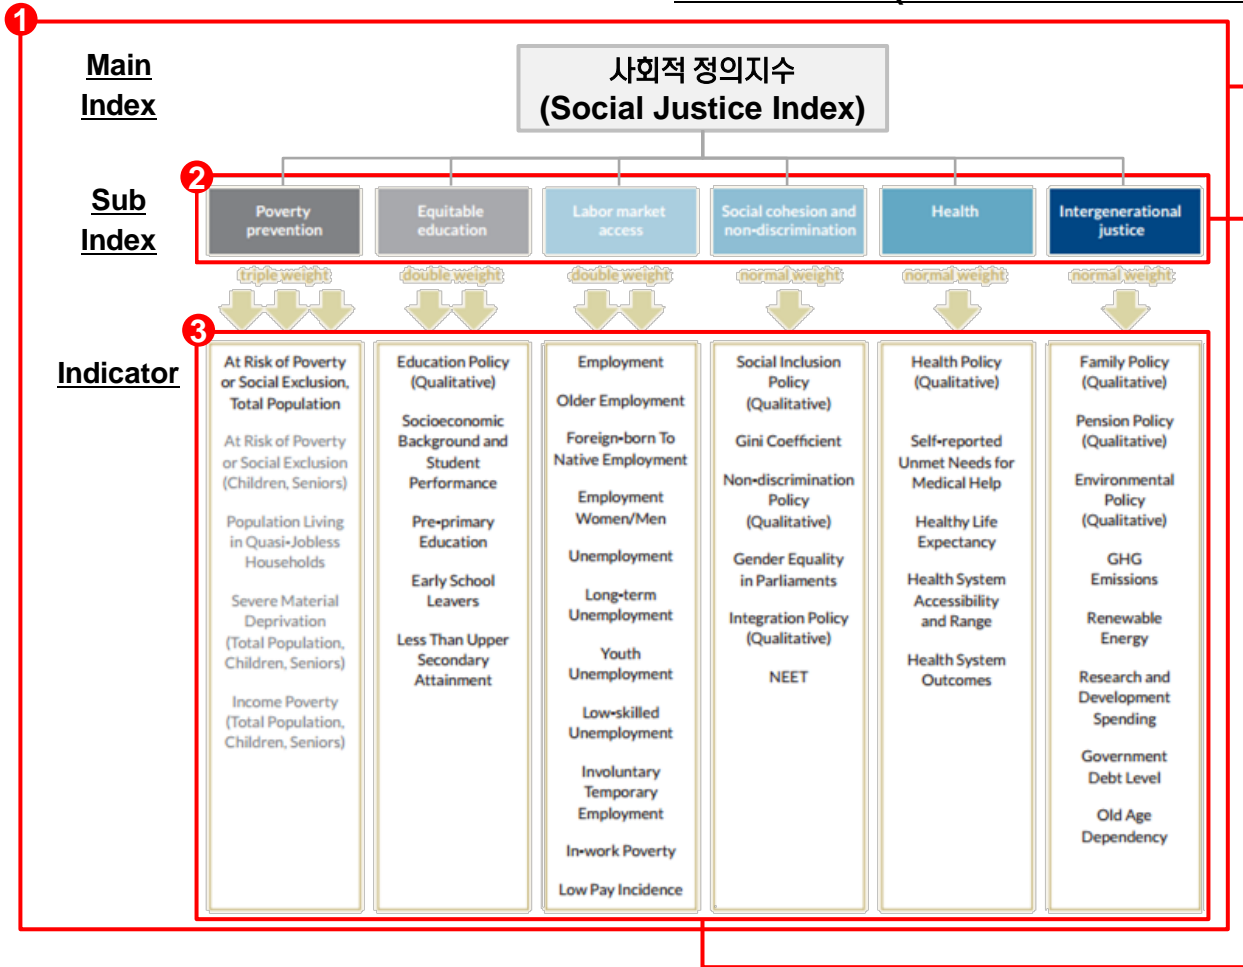 1
Main
Index
사회적 정의지수
(Social Justice Index)
2
Sub
Index
Poverty
prevention
Equitable
education
Labor market
access
Social cohesion and
non-discrimination
Health
Intergenerational
justice
triple weight
double weight
double weight
normal weight
normal weight
normal weight
3
Indicator
At Risk of Poverty
or Social Exclusion,
Total Population
At Risk of Poverty
or Social Exclusion
(Children, Seniors)
Population Living
in Quasi-Jobless
Households
Severe Material
Deprivation
(Total Population,
Children, Seniors)
Income Poverty
(Total Population,
Children, Seniors)
Education Policy
(Qualitative)
Socioeconomic
Background and
Student
Performance
Pre-primary
Education
Early School
Leavers
Less Than Upper
Secondary
Attainment
Employment
Older Employment
Foreign-born To
Native Employment
Employment
Women/Men
Unemployment
Long-term
Unemployment
Youth
Unemployment
Low-skilled
Unemployment
Involuntary
Temporary
Employment
In-work Poverty
Low Pay Incidence
Social Inclusion
Policy
(Qualitative)
Gini Coefficient
Non-discrimination
Policy
(Qualitative)
Gender Equality
in Parliaments
Integration Policy
(Qualitative)
NEET
Health Policy
(Qualitative)
Self-reported
Unmet Needs for
Medical Help
Healthy Life
Expectancy
Health System
Accessibility
and Range
Health System
Outcomes
Family Policy
(Qualitative)
Pension Policy
(Qualitative)
Environmental
Policy
(Qualitative)
GHG
Emissions
Renewable
Energy
Research and
Development
Spending
Government
Debt Level
Old Age
Dependency